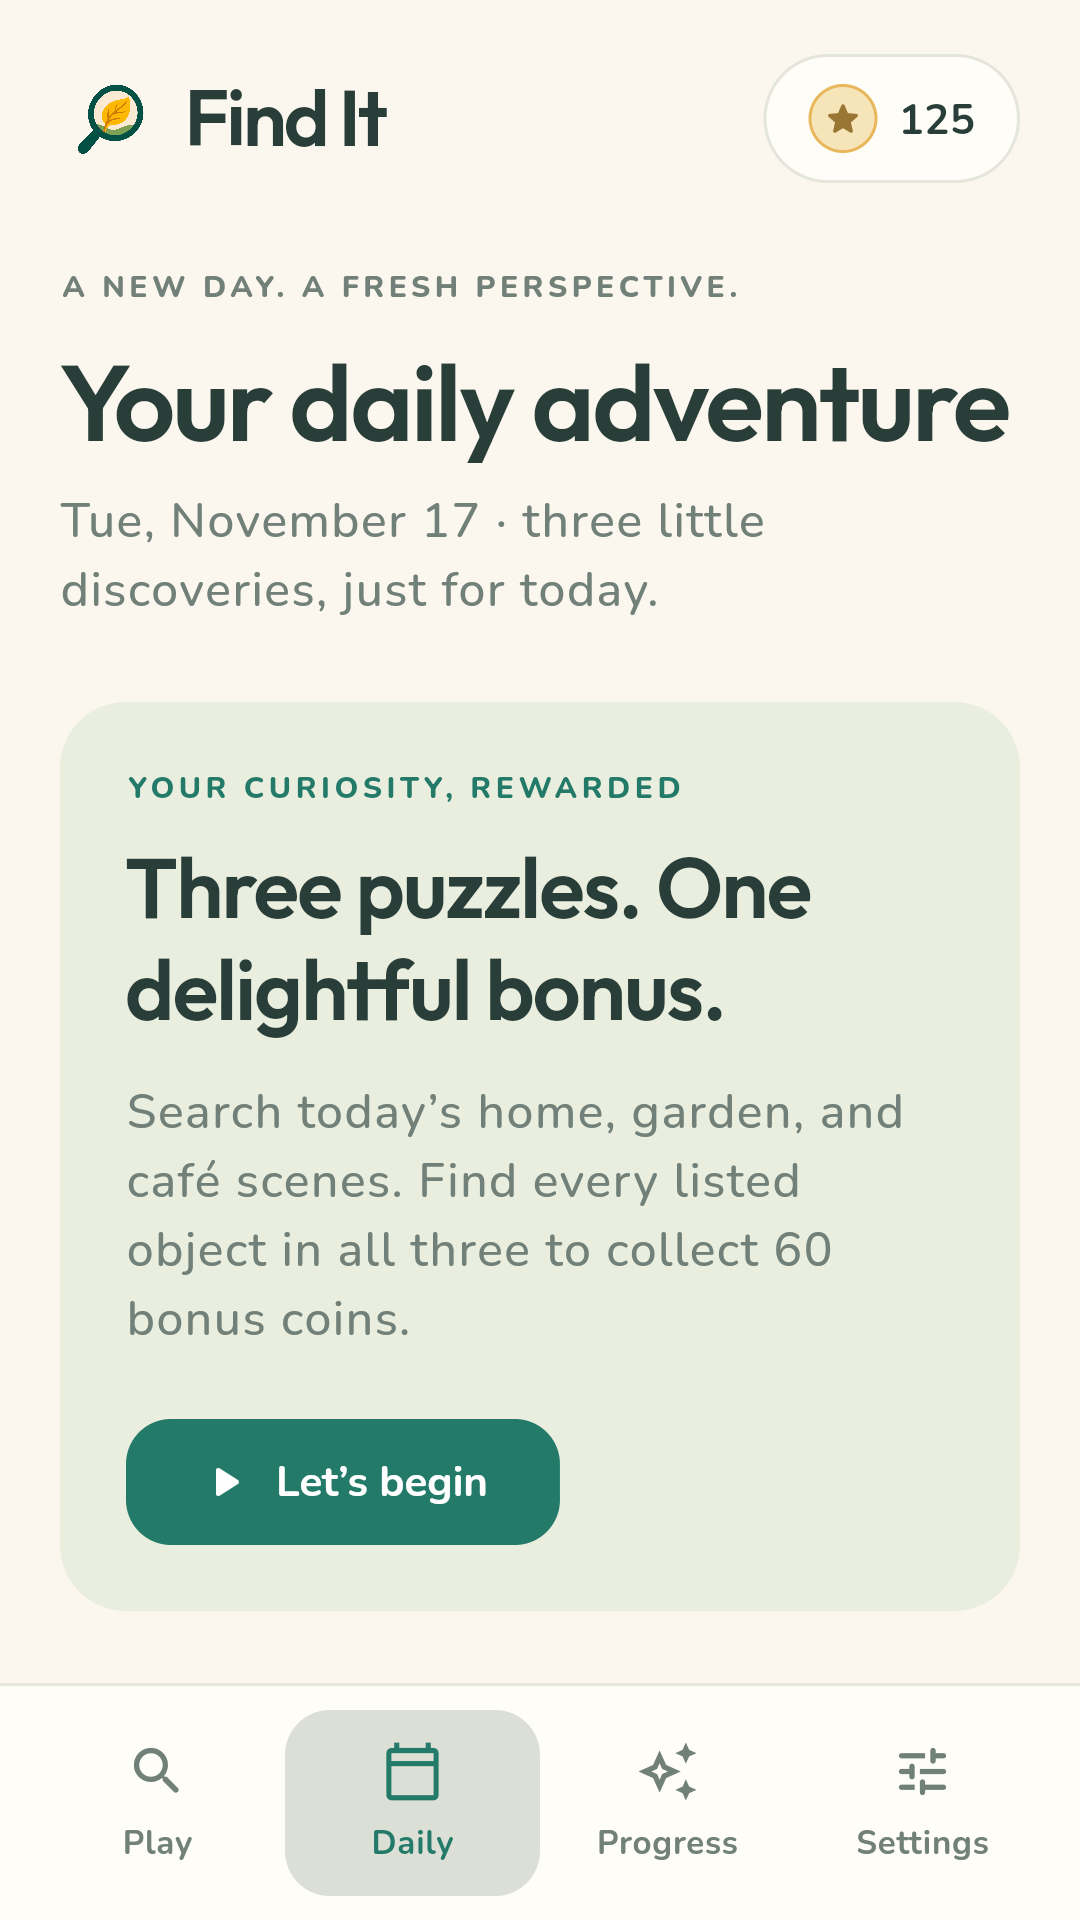 Find It
125
A NEW DAY. A FRESH PERSPECTIVE.
Your daily adventure
Tue, November 17 · three little
discoveries, just for today.
YOUR CURIOSITY, REWARDED
Three puzzles. One
delightful bonus.
Search today’s home, garden, and
café scenes. Find every listed
object in all three to collect 60
bonus coins.
Let’s begin
Play
Daily
Progress
Settings